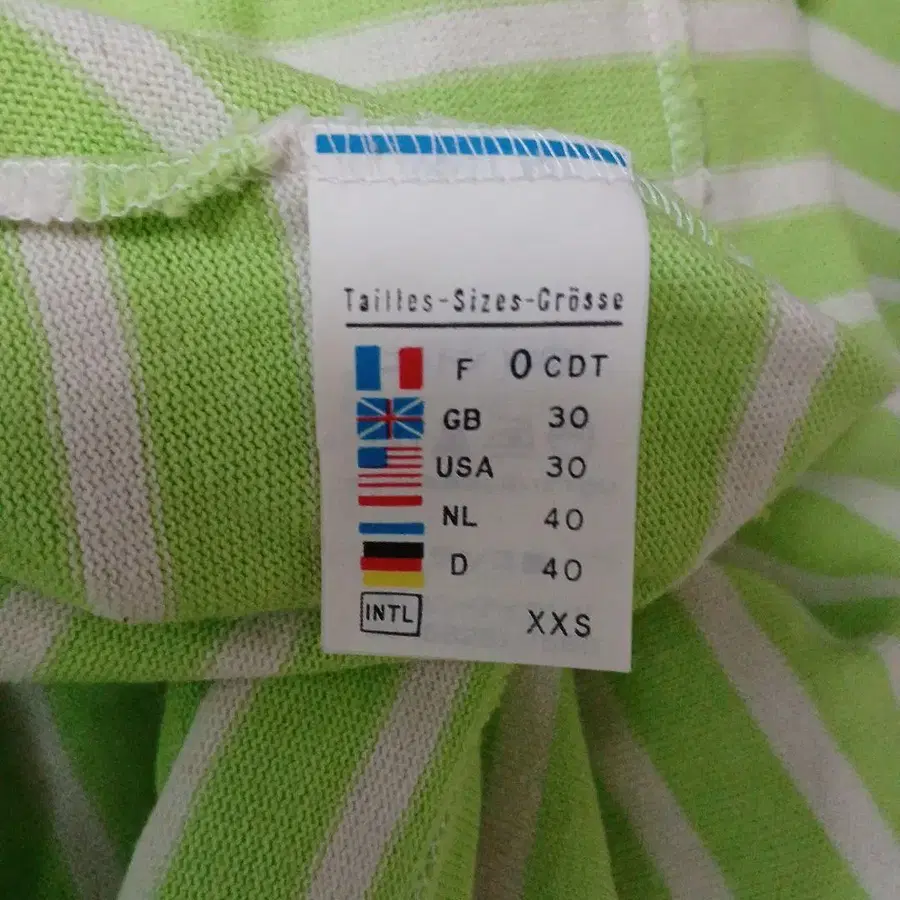 Tailles-Sizes-Grösse
F 0 CDT
GB 30
USA 30
NL 40
D 40
INTL XXS